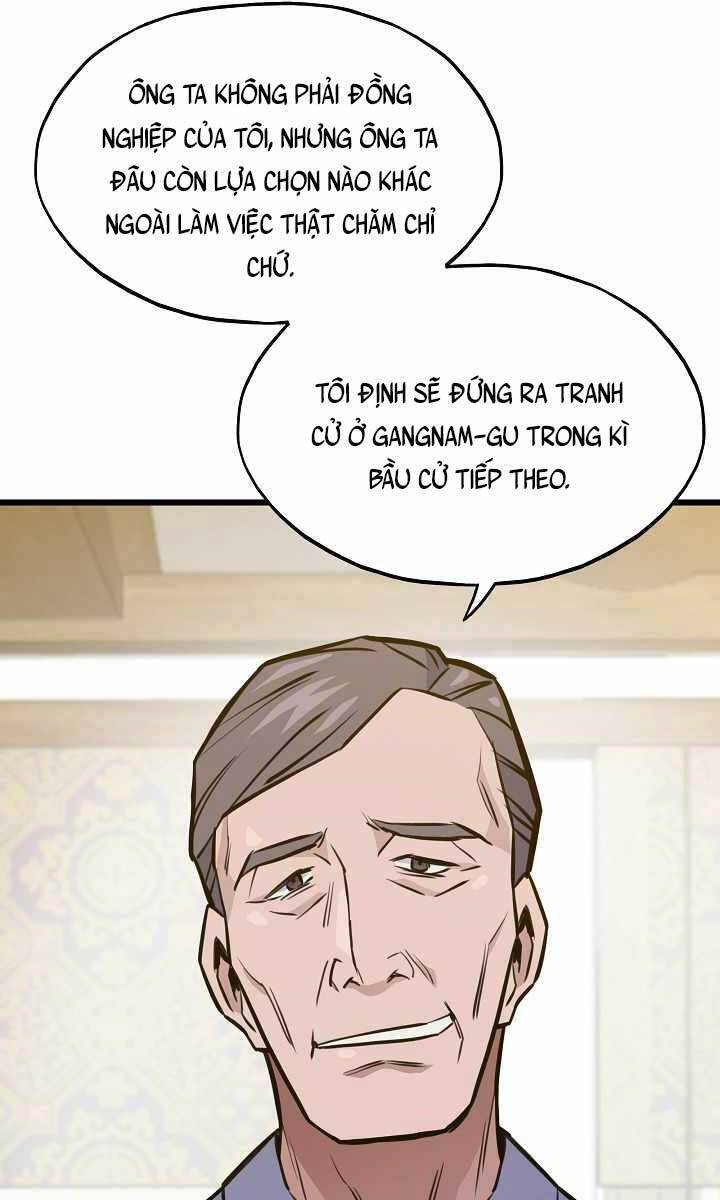 ÔNG TA KHÔNG PHẢI ĐỒNG
NGHIỆP CỦA TÔI, NHƯNG ÔNG TA
ĐÂU CÒN LỰA CHỌN NÀO KHÁC
NGOÀI LÀM VIỆC THẬT CHĂM CHỈ
CHỨ.
TÔI ĐỊNH SẼ ĐỨNG RA TRANH
CỬ Ở GANGNAM-GU TRONG KÌ
BẦU CỬ TIẾP THEO.